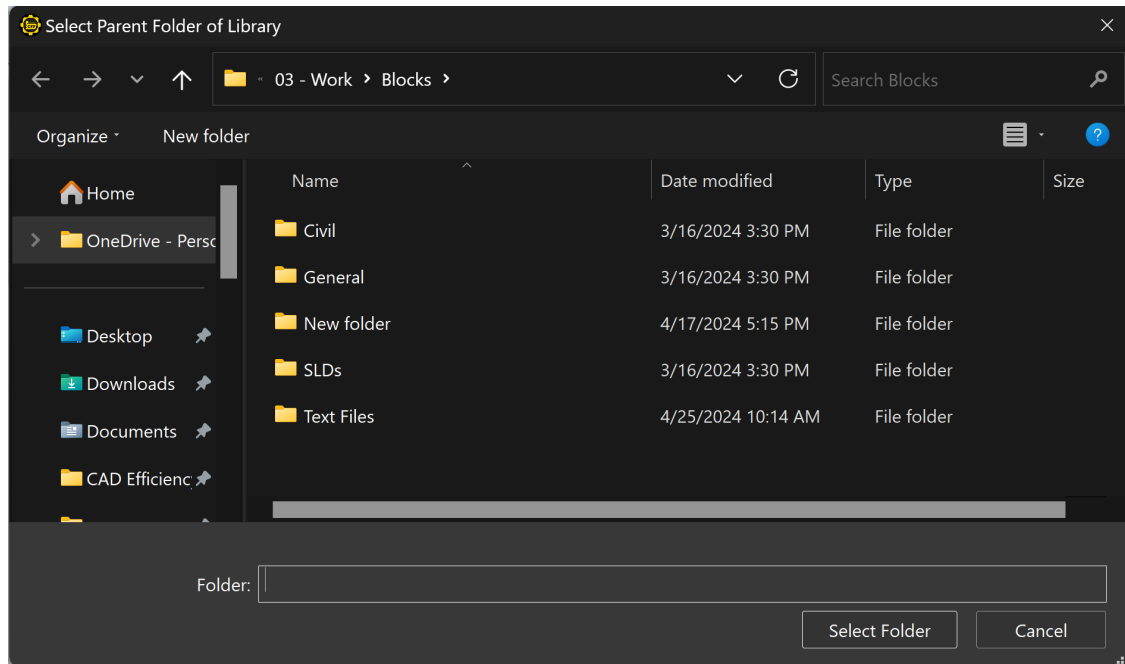 Select Parent Folder of Library
« 03 - Work > Blocks >
Search Blocks
Organize
New folder
Home
OneDrive - Persc
Desktop
Downloads
Documents
CAD Efficienc
Name Date modified Type Size
Civil 3/16/2024 3:30 PM File folder
General 3/16/2024 3:30 PM File folder
New folder 4/17/2024 5:15 PM File folder
SLDs 3/16/2024 3:30 PM File folder
Text Files 4/25/2024 10:14 AM File folder
Folder:
Select Folder
Cancel